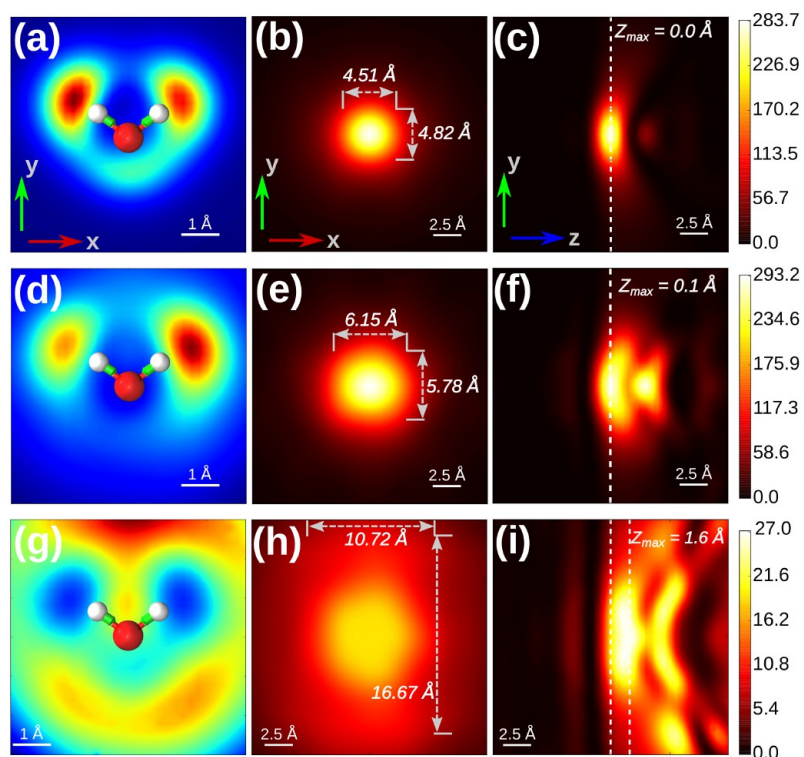 (a)
y
x
1 Å
(b)
4.51 Å
4.82 Å
y
x
2.5 Å
(c)
Zmax = 0.0 Å
y
z
2.5 Å
283.7
226.9
170.2
113.5
56.7
0.0
(d)
1 Å
(e)
6.15 Å
5.78 Å
2.5 Å
(f)
Zmax = 0.1 Å
2.5 Å
293.2
234.6
175.9
117.3
58.6
0.0
(g)
1 Å
(h)
10.72 Å
16.67 Å
2.5 Å
(i)
Zmax = 1.6 Å
2.5 Å
27.0
21.6
16.2
10.8
5.4
0.0